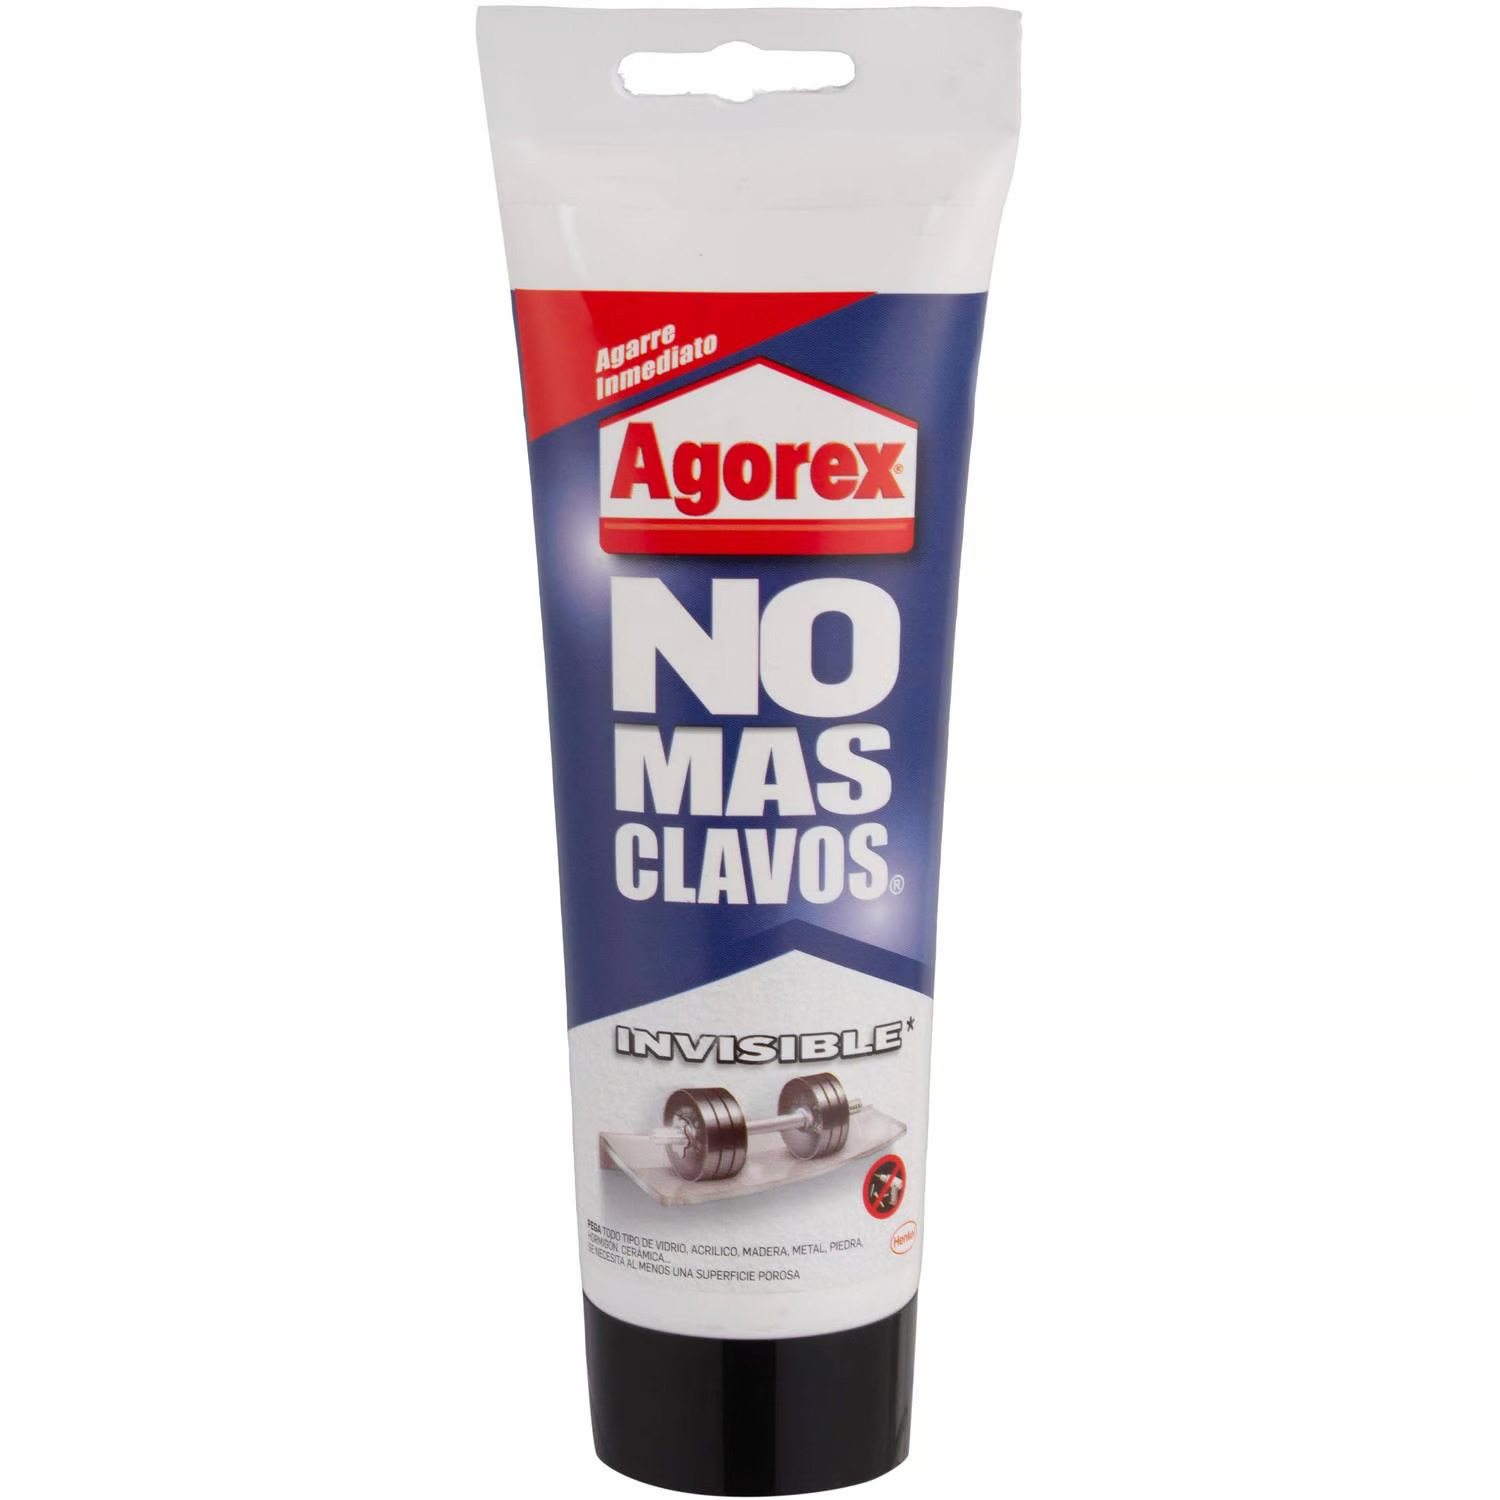 Agarre
Inmediato
Agorex®
NO
MAS
CLAVOS®
INVISIBLE*
PEGA TODO TIPO DE VIDRIO, ACRILICO, MADERA, METAL, PIEDRA,
HORMIGÓN, CERÁMICA...
SE NECESITA AL MENOS UNA SUPERFICIE POROSA
Henkel